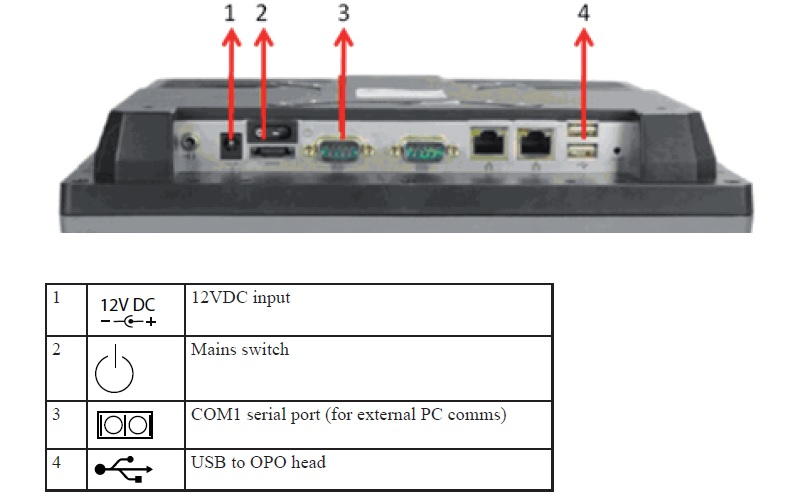 1 2 3 4
1 12V DC 12VDC input
2 Mains switch
3 COM1 serial port (for external PC comms)
4 USB to OPO head